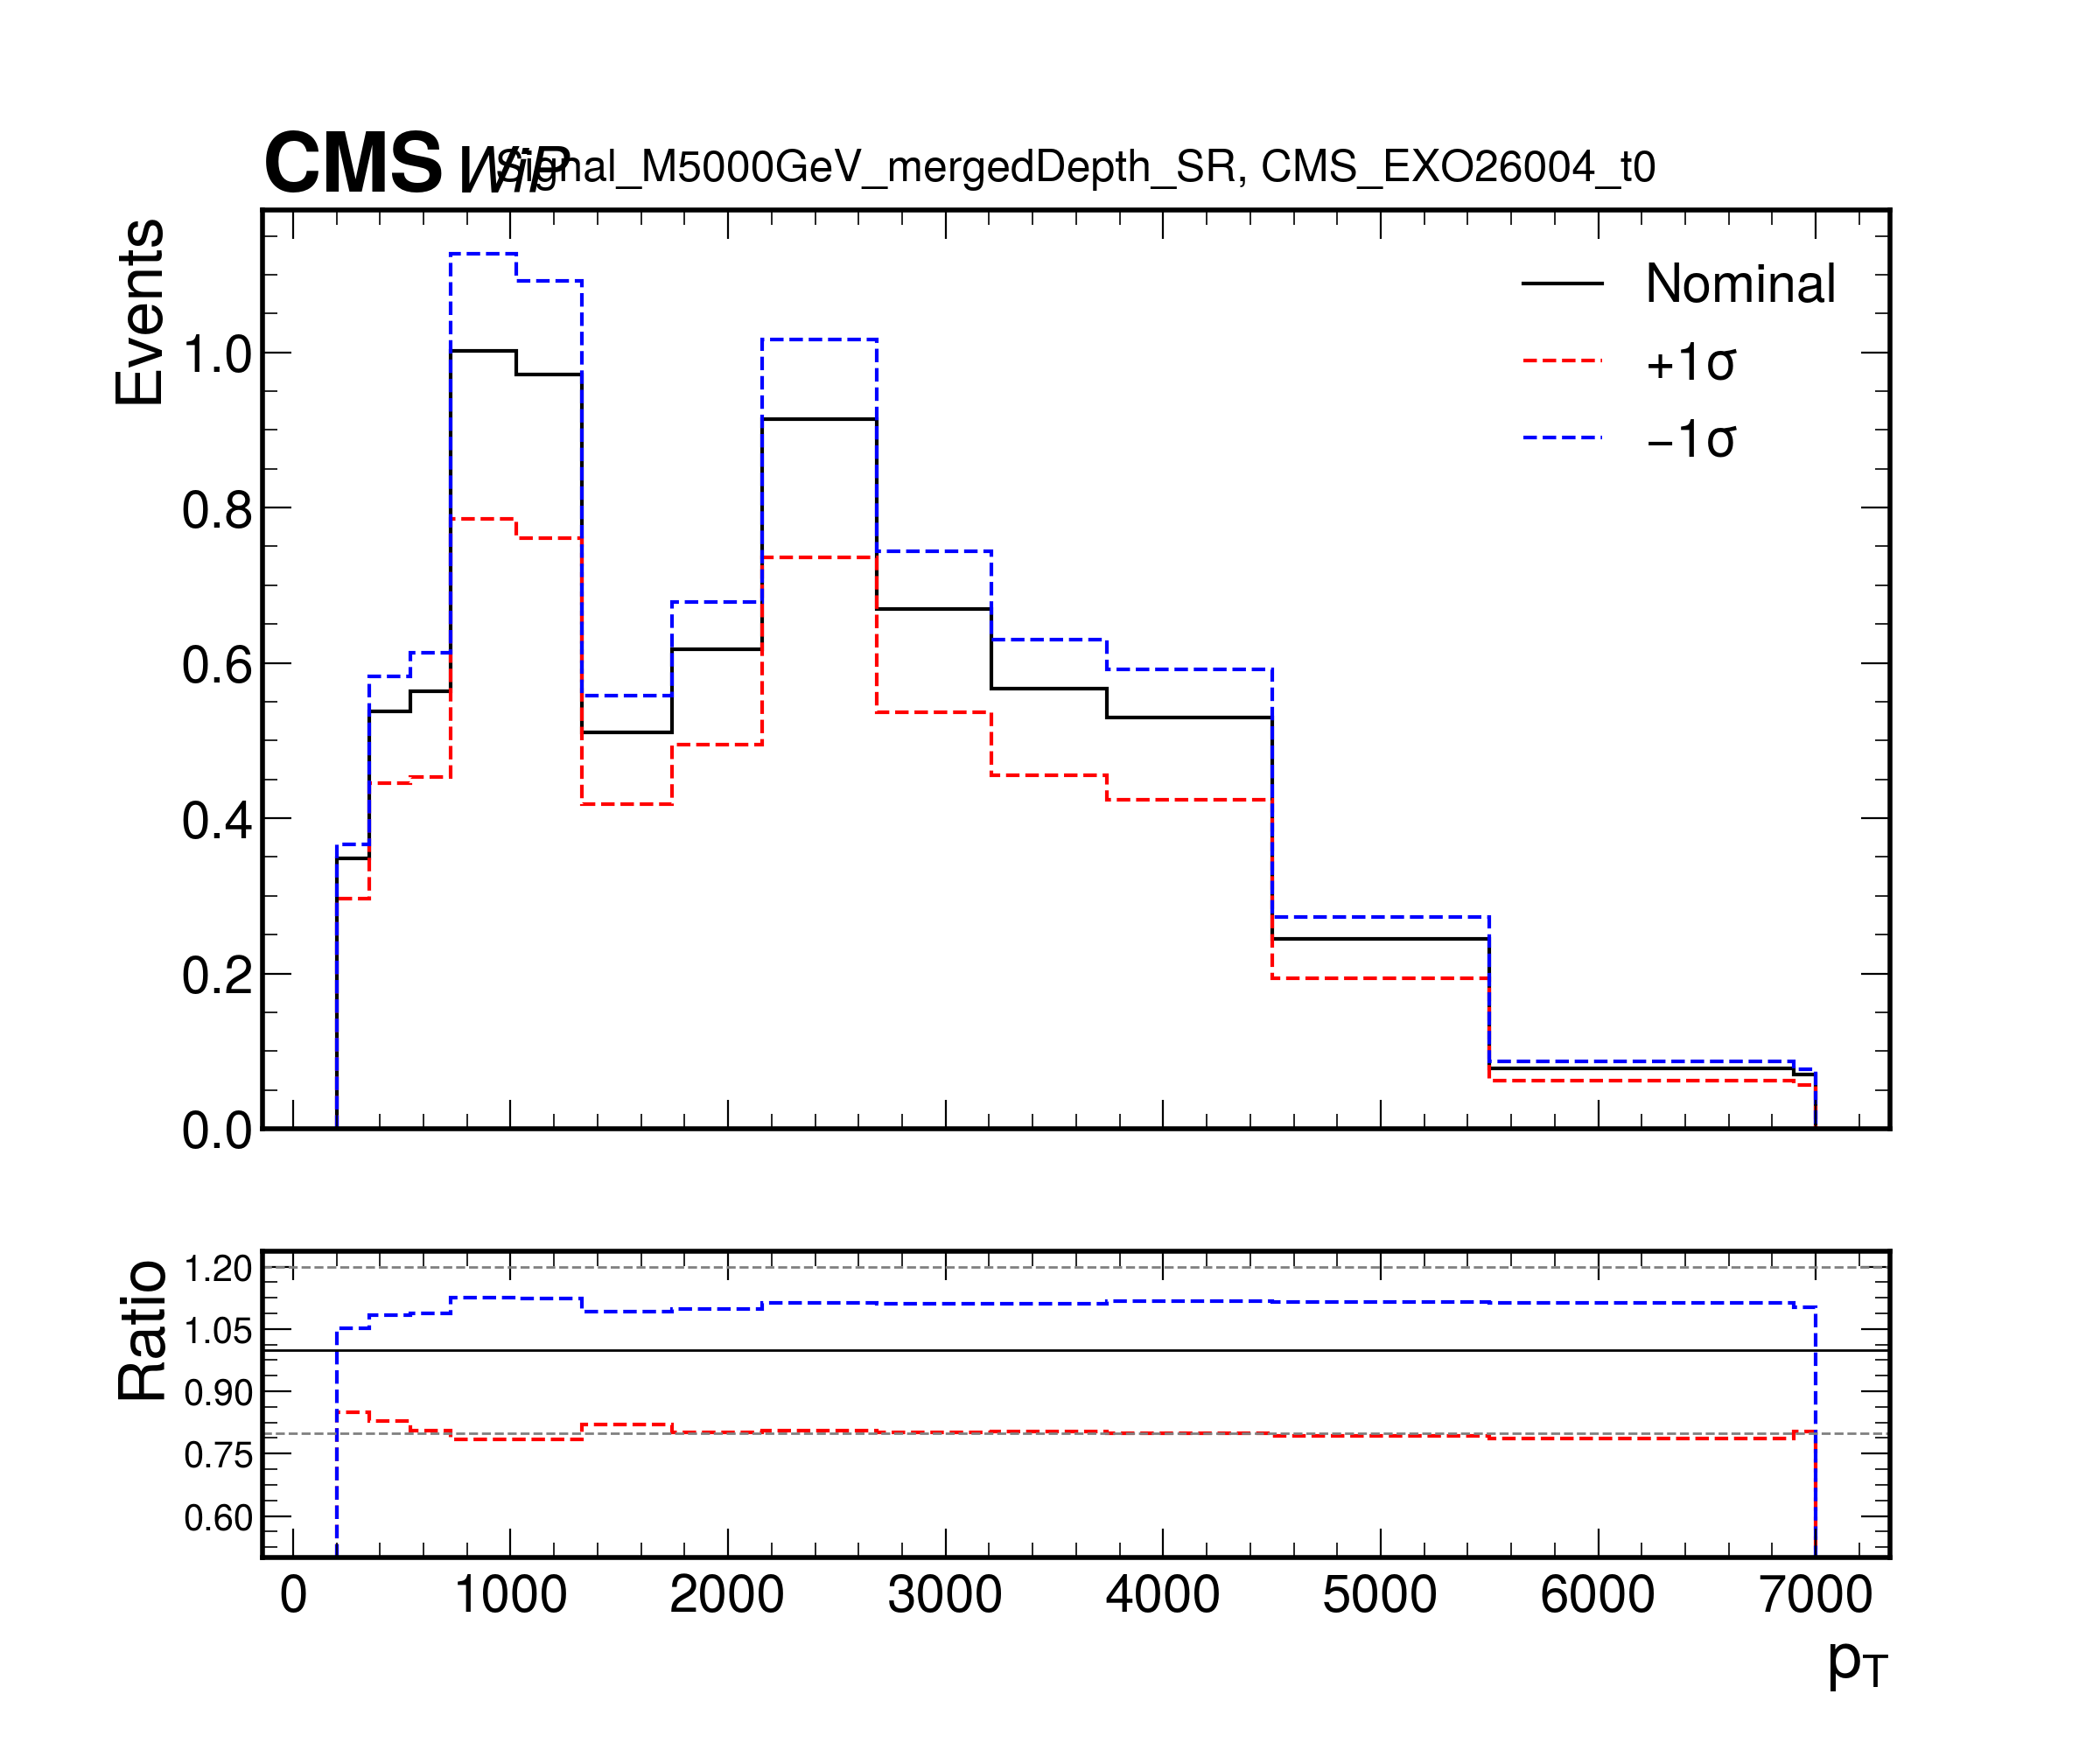 CMS WiP Signal_M5000GeV_mergedDepth_SR, CMS_EXO26004_t0
Events
Nominal
+1σ
−1σ
1.0
0.8
0.6
0.4
0.2
0.0
Ratio
1.20
1.05
0.90
0.75
0.60
0 1000 2000 3000 4000 5000 6000 7000
pT